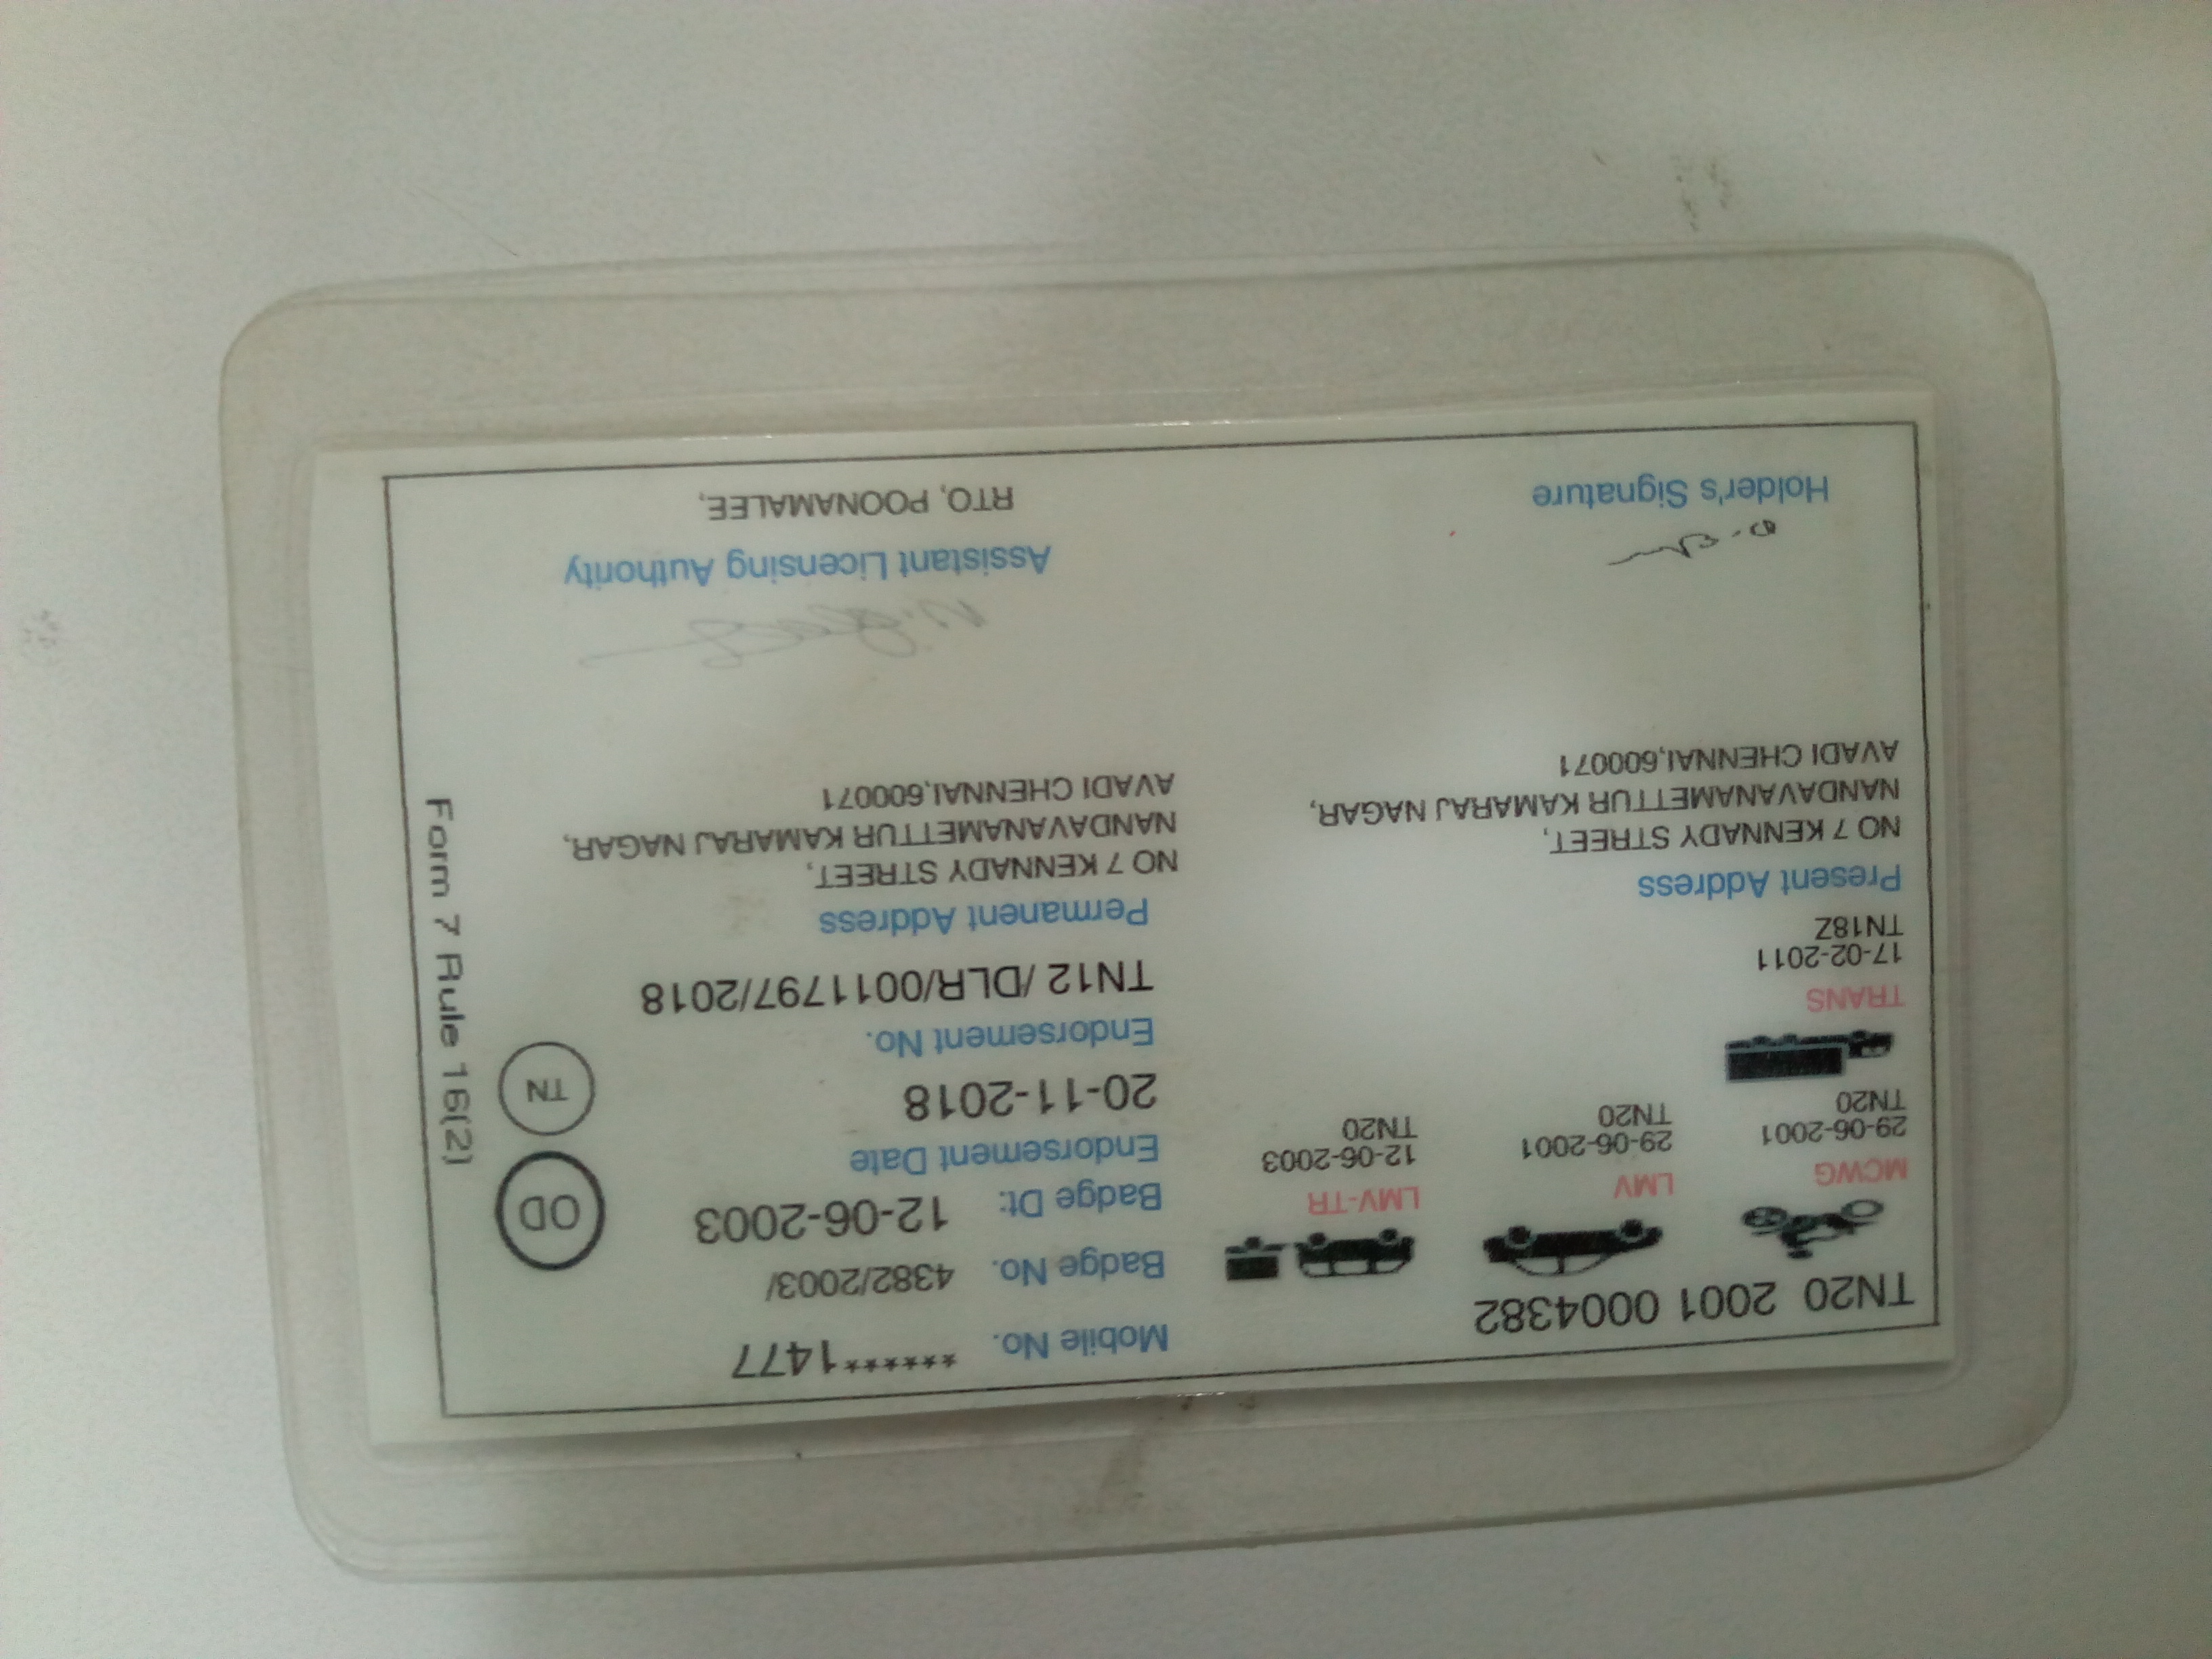 TN20 2001 0004382
MCWG
29-06-2001
TN20
LMV
29-06-2001
TN20
LMV-TR
12-06-2003
TN20
TRANS
17-02-2011
TN18Z
Present Address
NO 7 KENNADY STREET,
NANDAVANAMETTUR KAMARAJ NAGAR,
AVADI CHENNAI,600071
Holder's Signature
Mobile No. ******1477
Badge No. 4382/2003/
Badge Dt: 12-06-2003
Endorsement Date
20-11-2018
Endorsement No.
TN12 /DLR/0011797/2018
Permanent Address
NO 7 KENNADY STREET,
NANDAVANAMETTUR KAMARAJ NAGAR,
AVADI CHENNAI,600071
Assistant Licensing Authority
RTO, POONAMALEE,
OD
TN
Form 7 Rule 16(2)